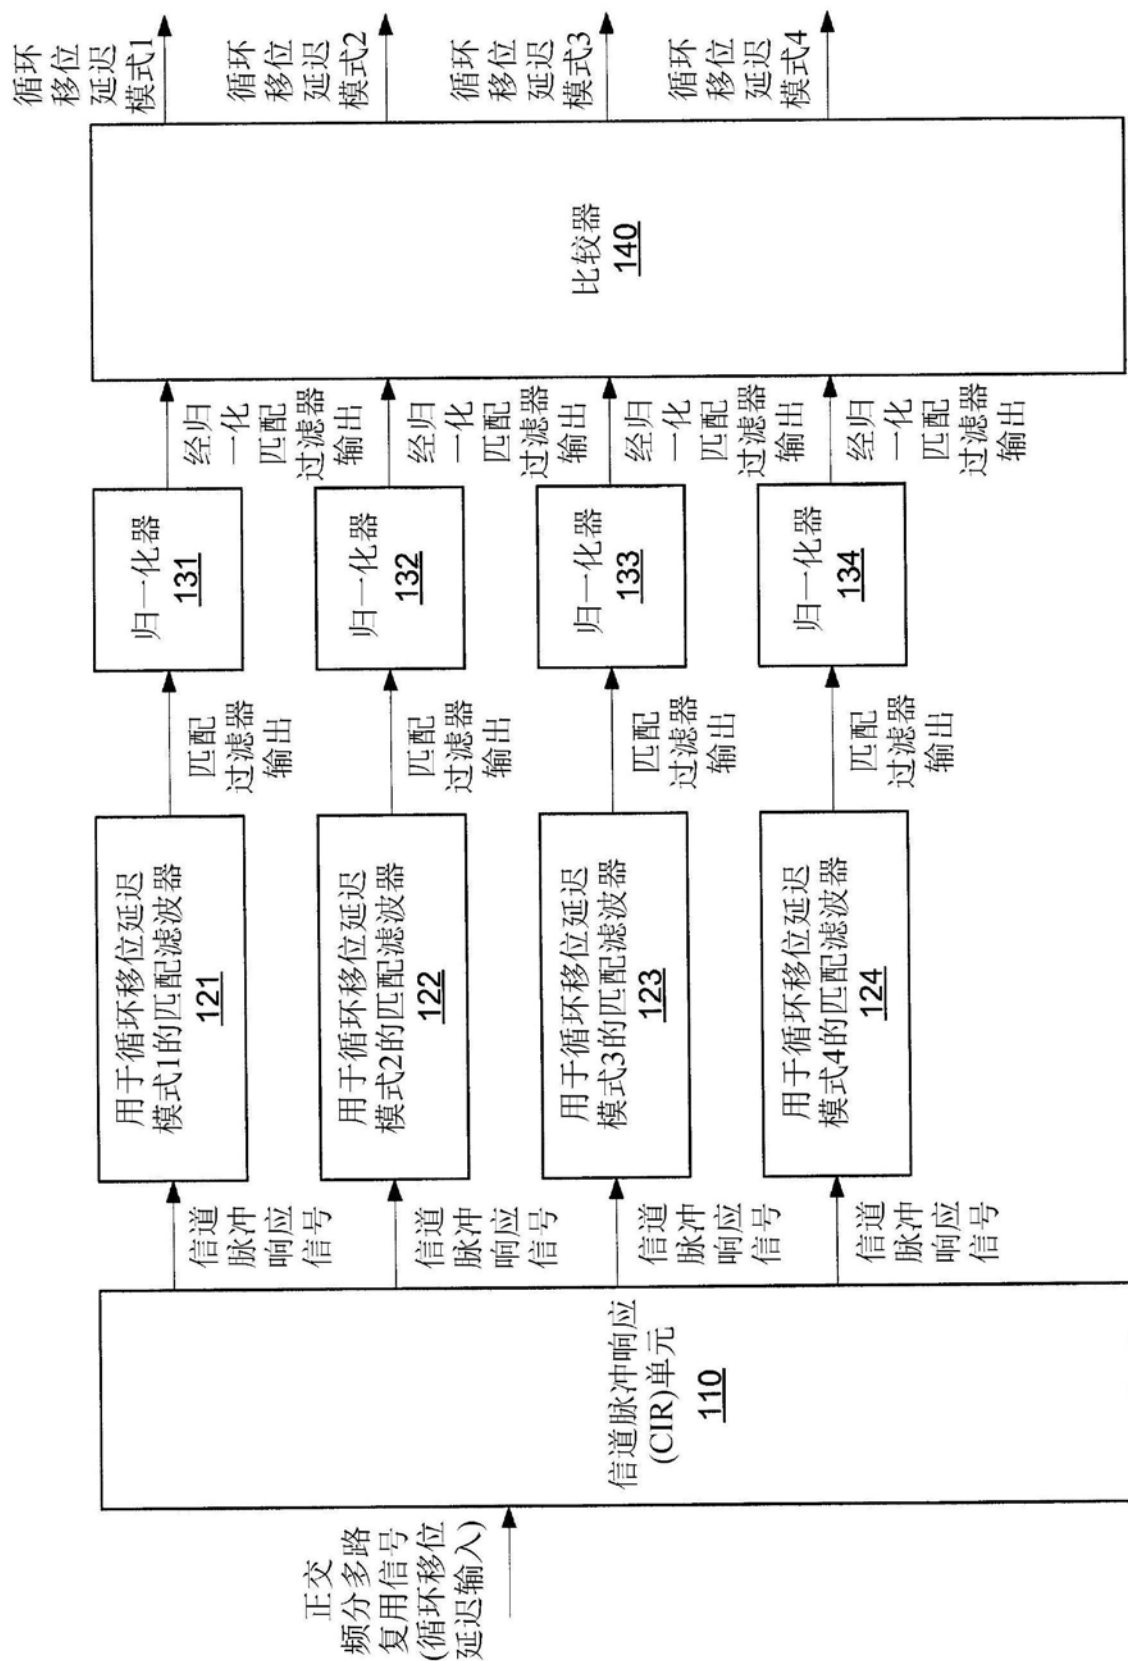 正交
频分多路
复用信号
(循环移位
延迟输入)
信道脉冲响应
(CIR)单元
110
信道
脉冲
响应
信号
信道
脉冲
响应
信号
信道
脉冲
响应
信号
信道
脉冲
响应
信号
用于循环移位延迟
模式1的匹配滤波器
121
用于循环移位延迟
模式2的匹配滤波器
122
用于循环移位延迟
模式3的匹配滤波器
123
用于循环移位延迟
模式4的匹配滤波器
124
匹配
过滤器
输出
匹配
过滤器
输出
匹配
过滤器
输出
匹配
过滤器
输出
归一化器
131
归一化器
132
归一化器
133
归一化器
134
经归
一化
匹配
过滤器
输出
经归
一化
匹配
过滤器
输出
经归
一化
匹配
过滤器
输出
经归
一化
匹配
过滤器
输出
比较器
140
循环
移位
延迟
模式1
循环
移位
延迟
模式2
循环
移位
延迟
模式3
循环
移位
延迟
模式4